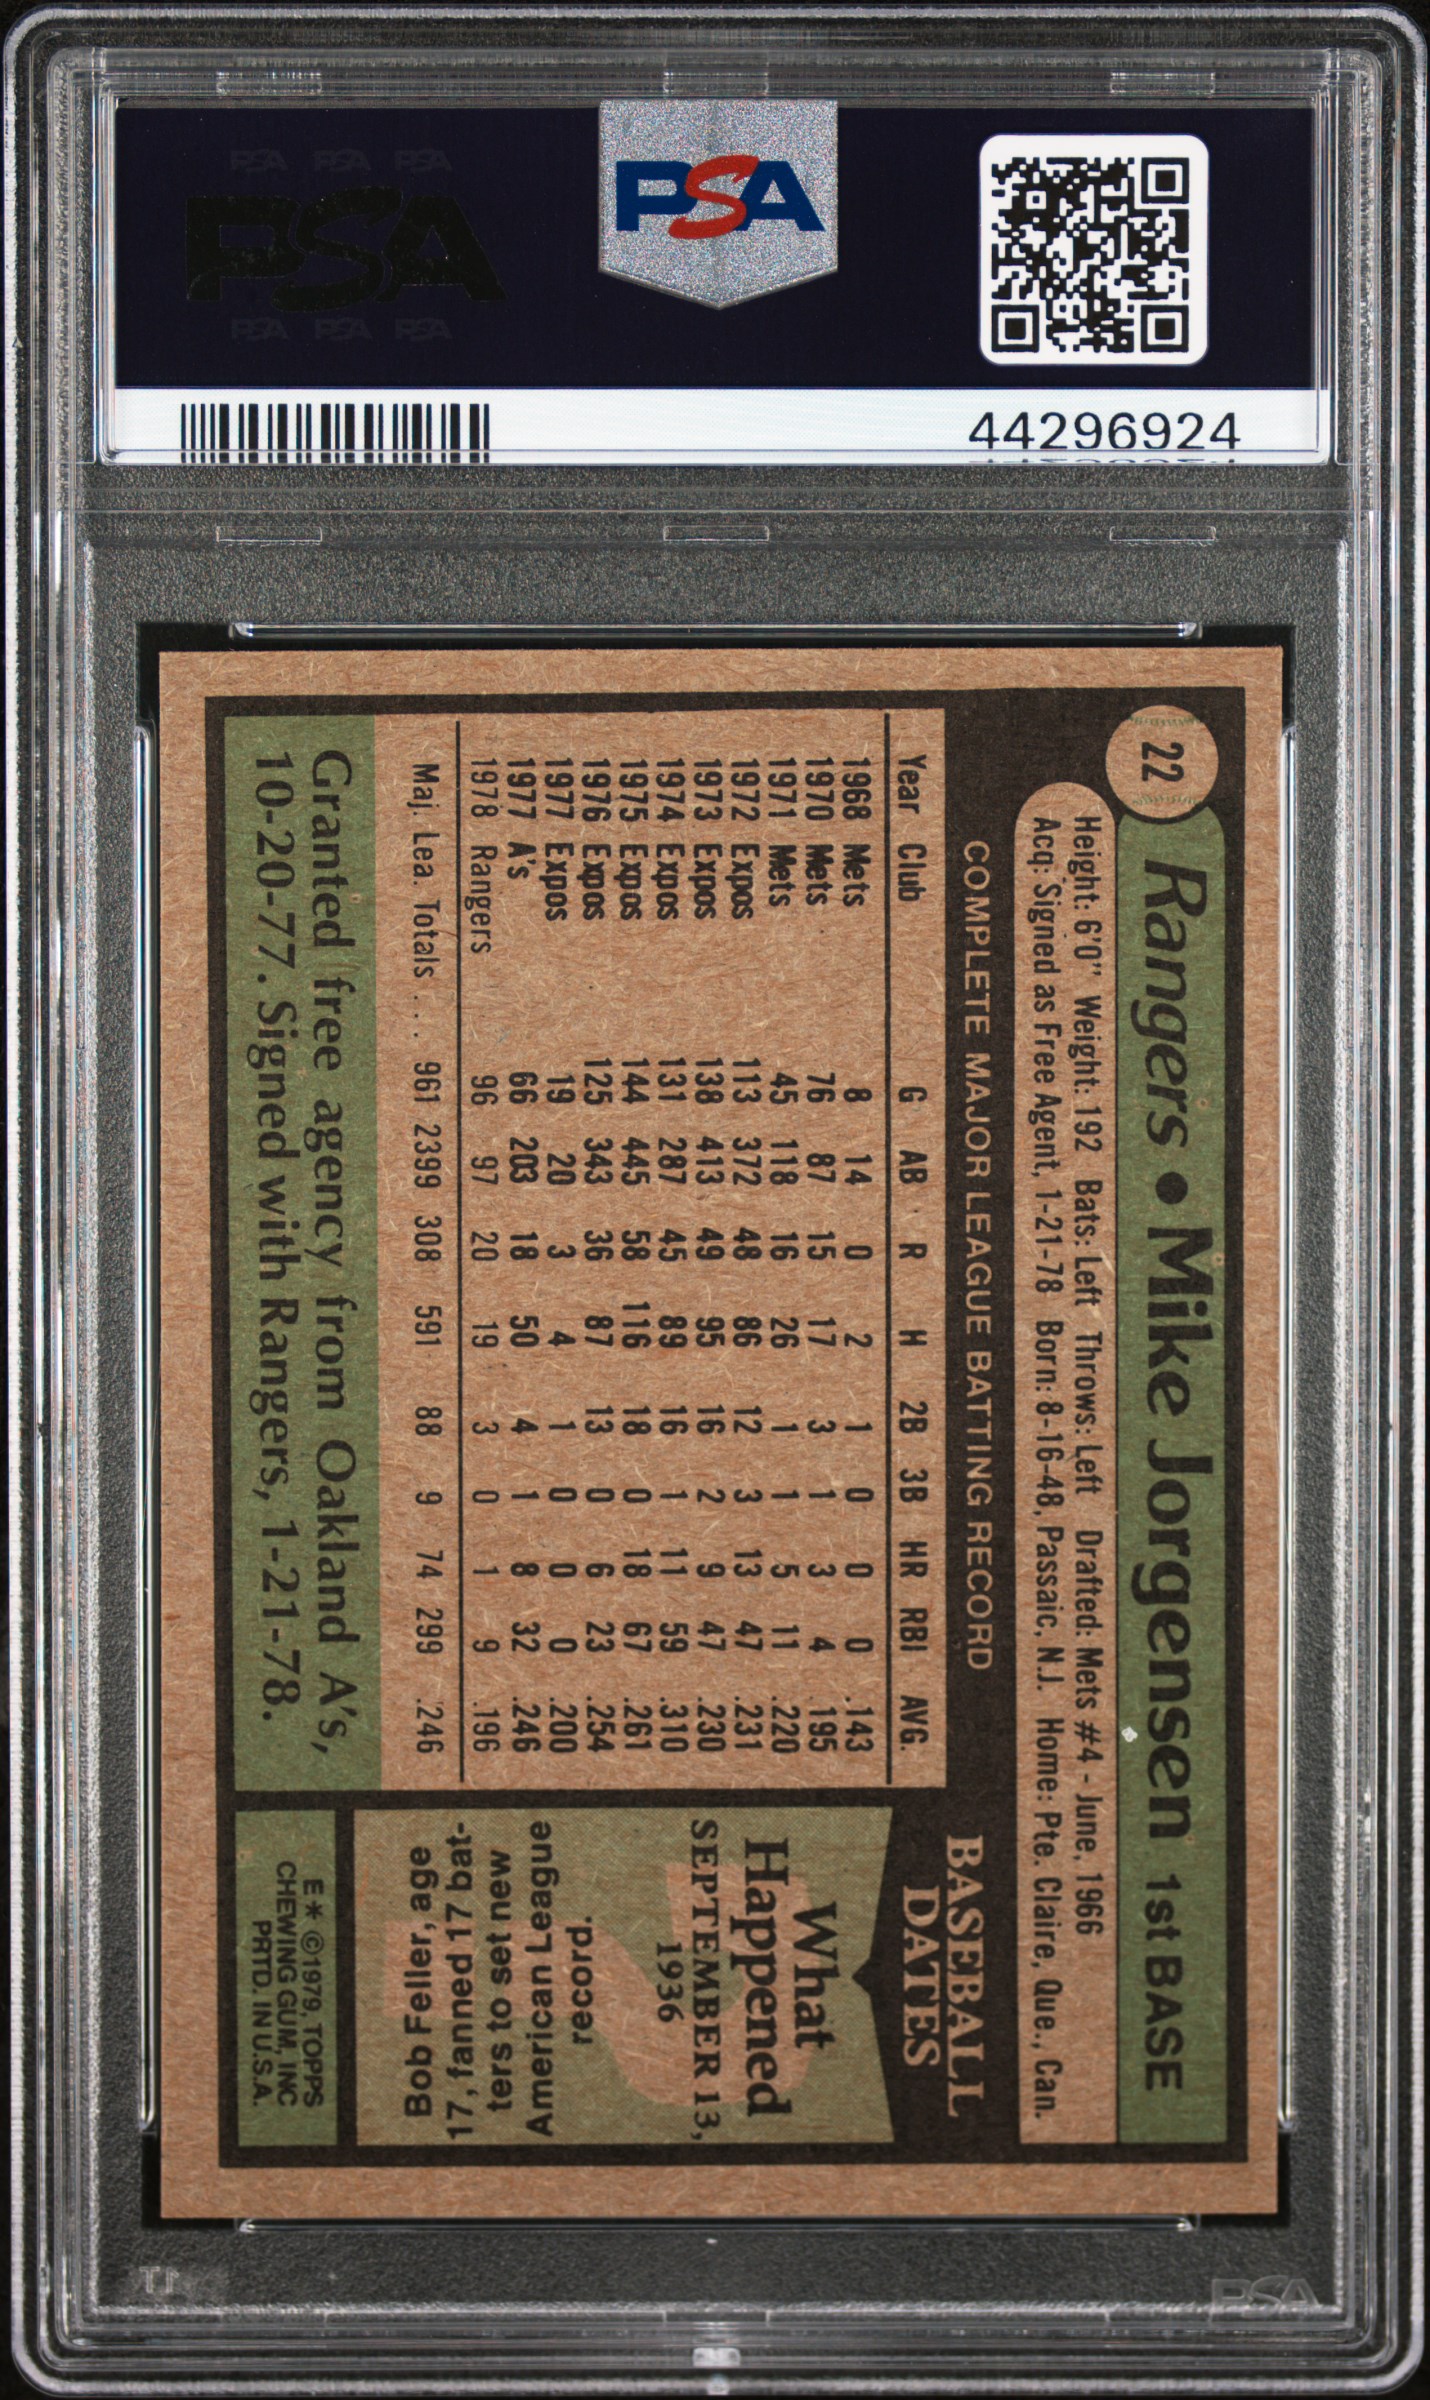 PSA PSA PSA
PSA
PSA PSA PSA
PSA
44296924
22
Rangers • Mike Jorgensen 1st BASE
Height: 6'0" Weight: 192 Bats: Left Throws: Left Drafted: Mets #4 - June, 1966
Acq: Signed as Free Agent, 1-21-78 Born: 8-16-48, Passaic, N.J. Home: Pte. Claire, Que., Can.
COMPLETE MAJOR LEAGUE BATTING RECORD
Year Club G AB R H 2B 3B HR RBI AVG.
1968 Mets 8 14 0 2 1 0 0 0 .143
1970 Mets 76 87 15 17 3 1 3 4 .195
1971 Mets 45 118 16 26 1 1 5 11 .220
1972 Expos 113 372 48 86 12 3 13 47 .231
1973 Expos 138 413 49 95 16 2 9 47 .230
1974 Expos 131 287 45 89 16 1 11 59 .310
1975 Expos 144 445 58 116 18 0 18 67 .261
1976 Expos 125 343 36 87 13 0 6 23 .254
1977 Expos 19 20 3 4 1 0 0 0 .200
1977 A's 66 203 18 50 4 1 8 32 .246
1978 Rangers 96 97 20 19 3 0 1 9 .196
Maj. Lea. Totals . . . 961 2399 308 591 88 9 74 299 .246
Granted free agency from Oakland A's,
10-20-77. Signed with Rangers, 1-21-78.
BASEBALL
DATES
What
Happened
SEPTEMBER 13,
1936
Bob Feller, age
17, fanned 17 bat-
ters to set new
American League
record.
E * ©1979, TOPPS
CHEWING GUM, INC
PRTD. IN U.S.A.
PSA